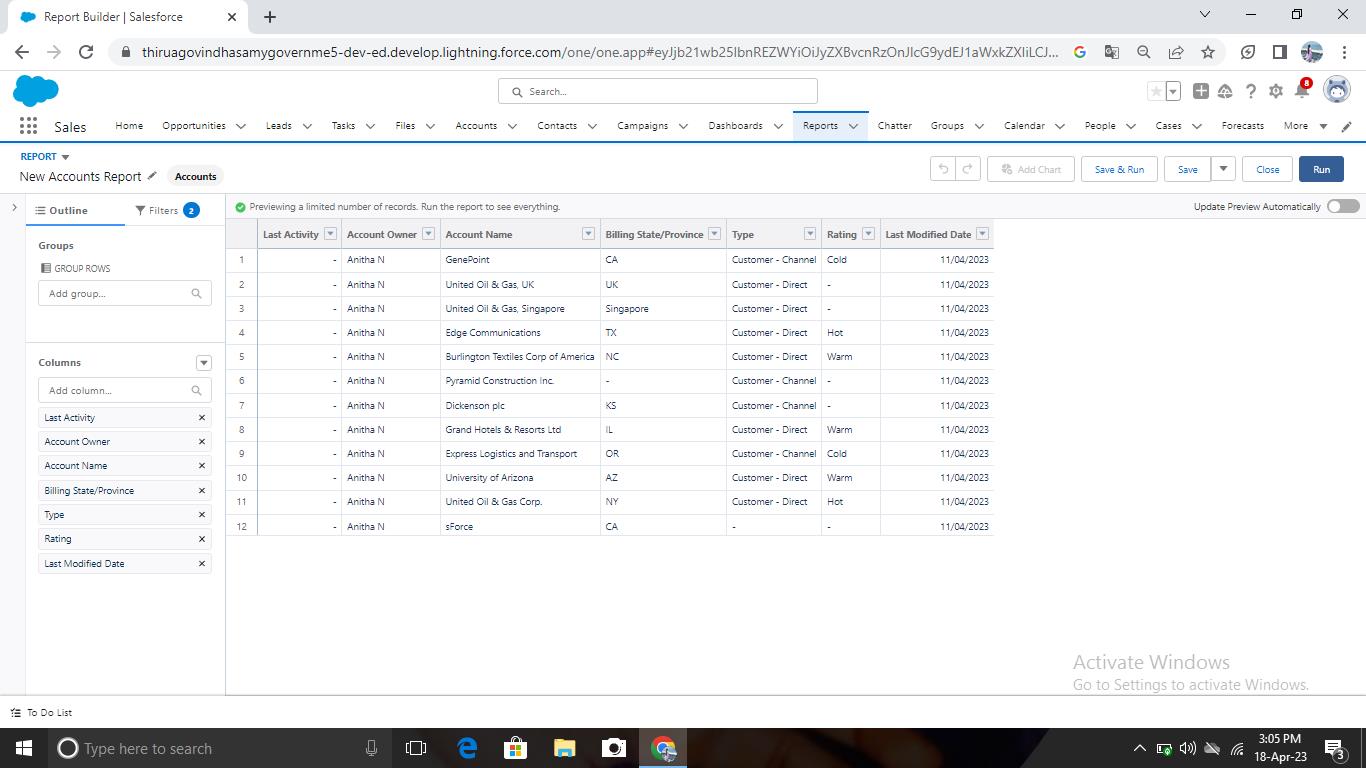 Report Builder | Salesforce
thiruagovindhasamygovernme5-dev-ed.develop.lightning.force.com/one/one.app#eyJjb21wb25lbnREZWYiOiJyZXBvcnRzOnJlcG9ydEJ1aWxkZXIiLCJ...
Search...
8
Sales Home Opportunities Leads Tasks Files Accounts Contacts Campaigns Dashboards Reports Chatter Groups Calendar People Cases Forecasts More
REPORT
New Accounts Report Accounts Add Chart Save & Run Save Close Run
Outline Filters 2
Previewing a limited number of records. Run the report to see everything. Update Preview Automatically
Groups
GROUP ROWS
Add group...
Columns
Add column...
Last Activity
Account Owner
Account Name
Billing State/Province
Type
Rating
Last Modified Date
Last Activity Account Owner Account Name Billing State/Province Type Rating Last Modified Date
1 - Anitha N GenePoint CA Customer - Channel Cold 11/04/2023
2 - Anitha N United Oil & Gas, UK UK Customer - Direct - 11/04/2023
3 - Anitha N United Oil & Gas, Singapore Singapore Customer - Direct - 11/04/2023
4 - Anitha N Edge Communications TX Customer - Direct Hot 11/04/2023
5 - Anitha N Burlington Textiles Corp of America NC Customer - Direct Warm 11/04/2023
6 - Anitha N Pyramid Construction Inc. - Customer - Channel - 11/04/2023
7 - Anitha N Dickenson plc KS Customer - Channel - 11/04/2023
8 - Anitha N Grand Hotels & Resorts Ltd IL Customer - Direct Warm 11/04/2023
9 - Anitha N Express Logistics and Transport OR Customer - Channel Cold 11/04/2023
10 - Anitha N University of Arizona AZ Customer - Direct Warm 11/04/2023
11 - Anitha N United Oil & Gas Corp. NY Customer - Direct Hot 11/04/2023
12 - Anitha N sForce CA - - 11/04/2023
Activate Windows
Go to Settings to activate Windows.
To Do List
Type here to search
3:05 PM
18-Apr-23
3